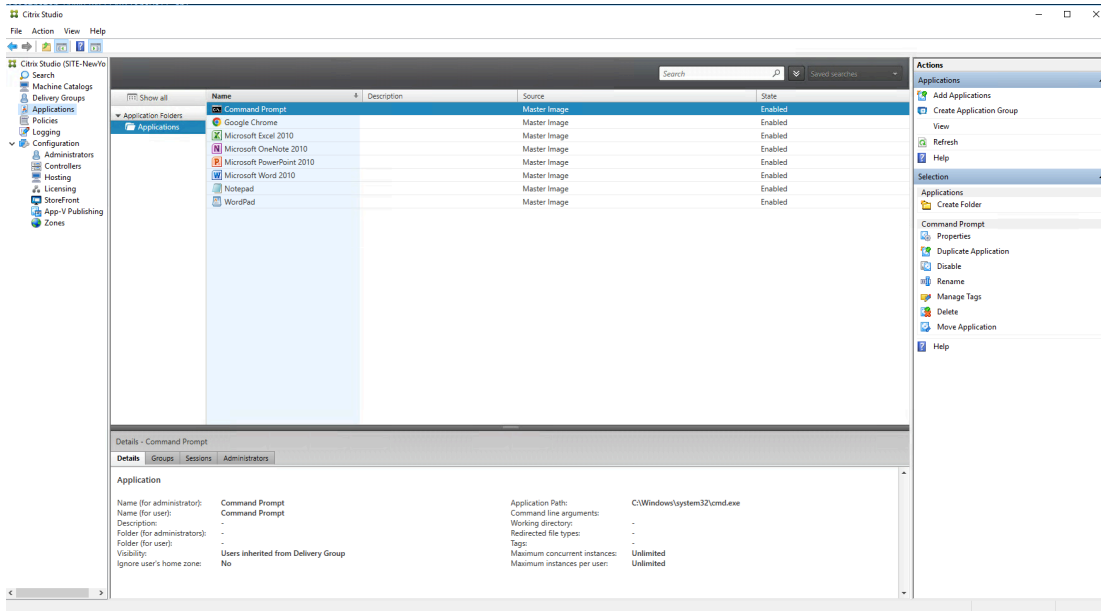 Citrix Studio
File Action View Help
Citrix Studio (SITE-NewYo
Search
Machine Catalogs
Delivery Groups
Applications
Policies
Logging
Configuration
Administrators
Controllers
Hosting
Licensing
StoreFront
App-V Publishing
Zones
Search
Saved searches
Show all
Application Folders
Applications
Name Description Source State
Command Prompt Master Image Enabled
Google Chrome Master Image Enabled
Microsoft Excel 2010 Master Image Enabled
Microsoft OneNote 2010 Master Image Enabled
Microsoft PowerPoint 2010 Master Image Enabled
Microsoft Word 2010 Master Image Enabled
Notepad Master Image Enabled
WordPad Master Image Enabled
Details - Command Prompt
Details Groups Sessions Administrators
Application
Name (for administrator): Command Prompt
Name (for user): Command Prompt
Description: -
Folder (for administrators): -
Folder (for user): -
Visibility: Users inherited from Delivery Group
Ignore user's home zone: No
Application Path: C:\Windows\system32\cmd.exe
Command line arguments:
Working directory: -
Redirected file types: -
Tags: -
Maximum concurrent instances: Unlimited
Maximum instances per user: Unlimited
Actions
Applications
Add Applications
Create Application Group
View
Refresh
Help
Selection
Applications
Create Folder
Command Prompt
Properties
Duplicate Application
Disable
Rename
Manage Tags
Delete
Move Application
Help